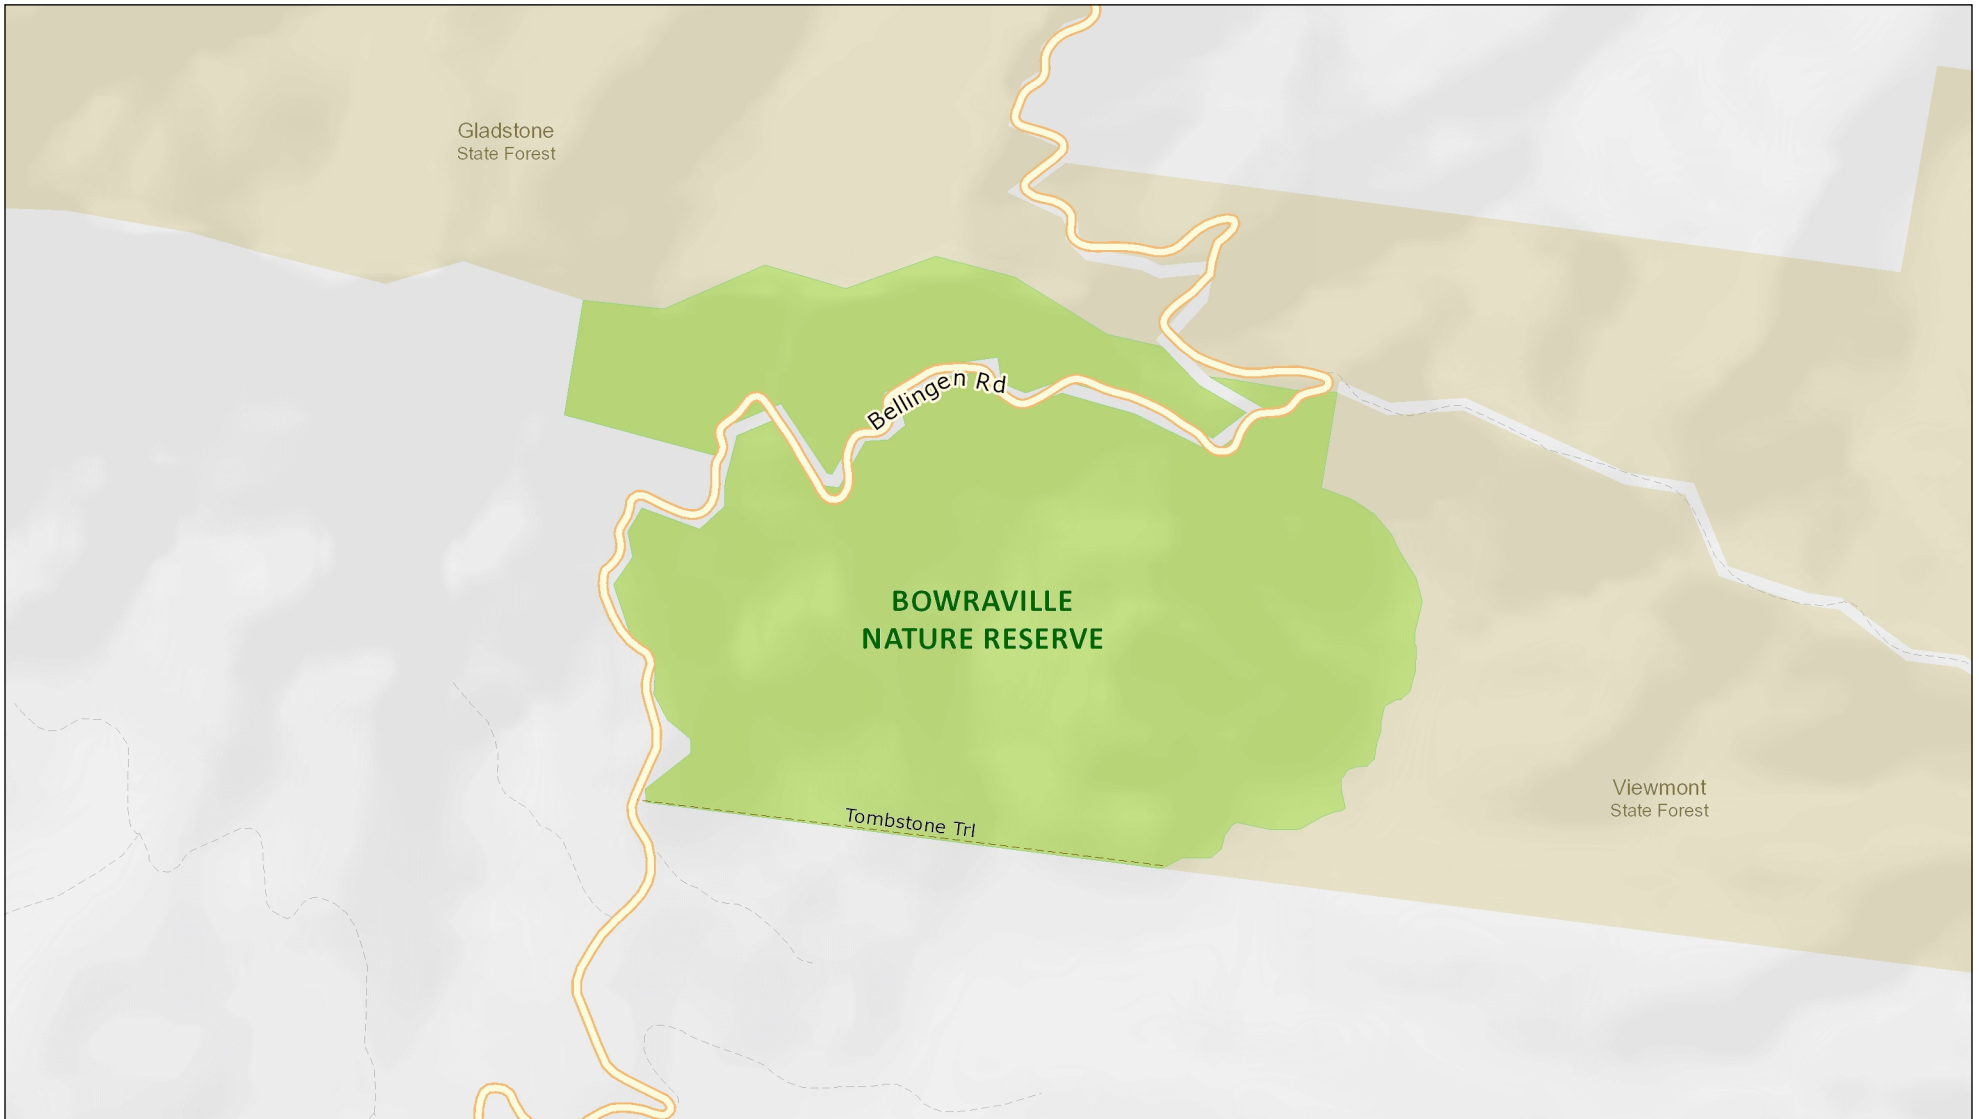 Gladstone
State Forest
Bellingen Rd
BOWRAVILLE
NATURE RESERVE
Viewmont
State Forest
Tombstone Trl